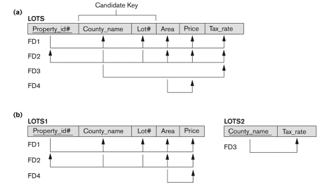 Candidate Key
(a)
LOTS
Property_id# County_name Lot# Area Price Tax_rate
FD1
FD2
FD3
FD4
(b)
LOTS1 LOTS2
Property_id# County_name Lot# Area Price County_name Tax_rate
FD1 FD3
FD2
FD4